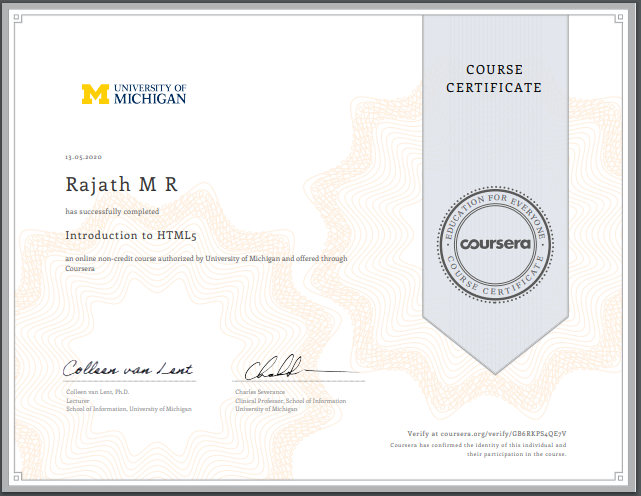 COURSE
CERTIFICATE
UNIVERSITY OF
MICHIGAN
13.05.2020
Rajath M R
has successfully completed
Introduction to HTML5
an online non-credit course authorized by University of Michigan and offered through
Coursera
EDUCATION FOR EVERYONE
coursera
COURSE CERTIFICATE
Colleen van Lent
Colleen van Lent, Ph.D.
Lecturer
School of Information, University of Michigan
Charles Severance
Clinical Professor, School of Information
University of Michigan
Verify at coursera.org/verify/GB6RKPS4QE7V
Coursera has confirmed the identity of this individual and
their participation in the course.